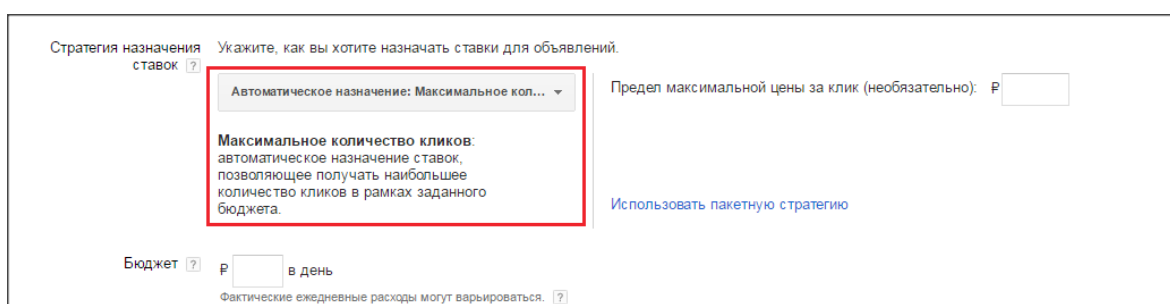 Стратегия назначения ставок ?
Укажите, как вы хотите назначать ставки для объявлений.
Автоматическое назначение: Максимальное кол...
Предел максимальной цены за клик (необязательно): ₽
Максимальное количество кликов:
автоматическое назначение ставок,
позволяющее получать наибольшее
количество кликов в рамках заданного
бюджета.
Использовать пакетную стратегию
Бюджет ? ₽ в день
Фактические ежедневные расходы могут варьироваться. ?